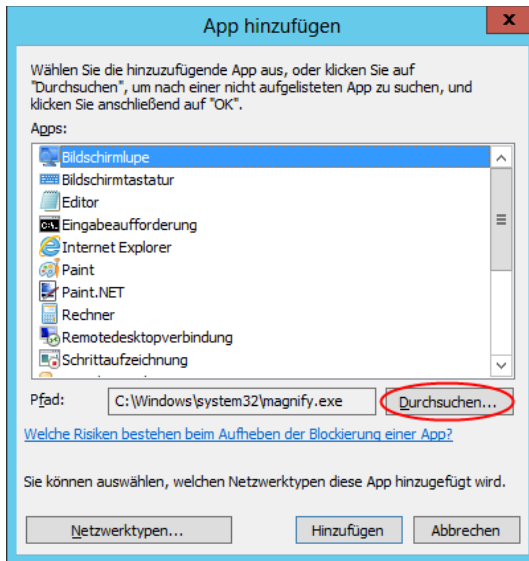 App hinzufügen
x
Wählen Sie die hinzuzufügende App aus, oder klicken Sie auf
"Durchsuchen", um nach einer nicht aufgelisteten App zu suchen, und
klicken Sie anschließend auf "OK".
Apps:
Bildschirmlupe
Bildschirmtastatur
Editor
Eingabeaufforderung
Internet Explorer
Paint
Paint.NET
Rechner
Remotedesktopverbindung
Schrittaufzeichnung
Pfad: C:\Windows\system32\magnify.exe Durchsuchen...
Welche Risiken bestehen beim Aufheben der Blockierung einer App?
Sie können auswählen, welchen Netzwerktypen diese App hinzugefügt wird.
Netzwerktypen... Hinzufügen Abbrechen